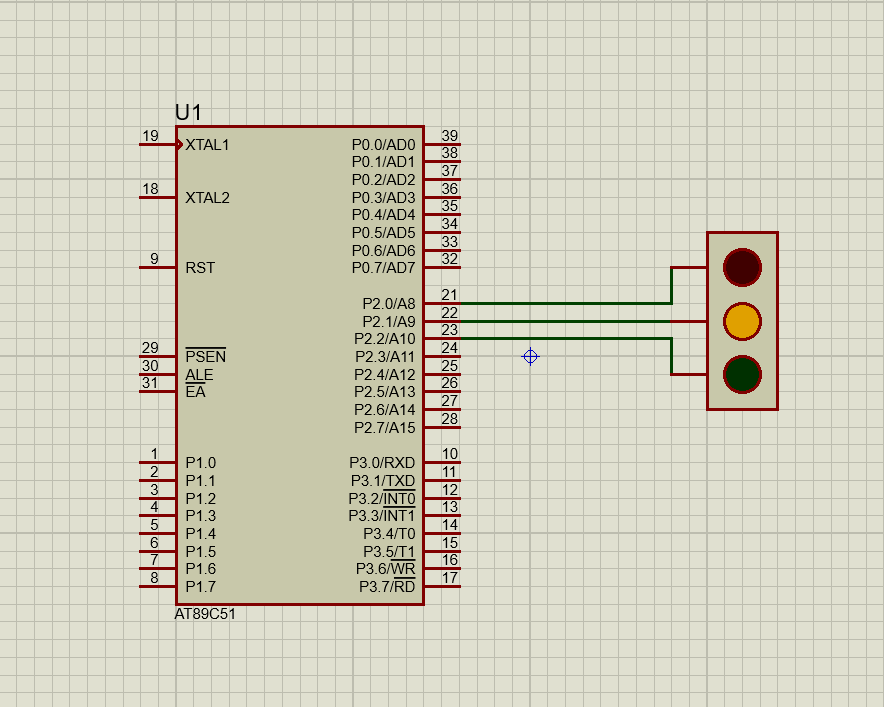 U1
19 XTAL1
18 XTAL2
9 RST
29 PSEN
30 ALE
31 EA
1 P1.0
2 P1.1
3 P1.2
4 P1.3
5 P1.4
6 P1.5
7 P1.6
8 P1.7
P0.0/AD0 39
P0.1/AD1 38
P0.2/AD2 37
P0.3/AD3 36
P0.4/AD4 35
P0.5/AD5 34
P0.6/AD6 33
P0.7/AD7 32
P2.0/A8 21
P2.1/A9 22
P2.2/A10 23
P2.3/A11 24
P2.4/A12 25
P2.5/A13 26
P2.6/A14 27
P2.7/A15 28
P3.0/RXD 10
P3.1/TXD 11
P3.2/INT0 12
P3.3/INT1 13
P3.4/T0 14
P3.5/T1 15
P3.6/WR 16
P3.7/RD 17
AT89C51